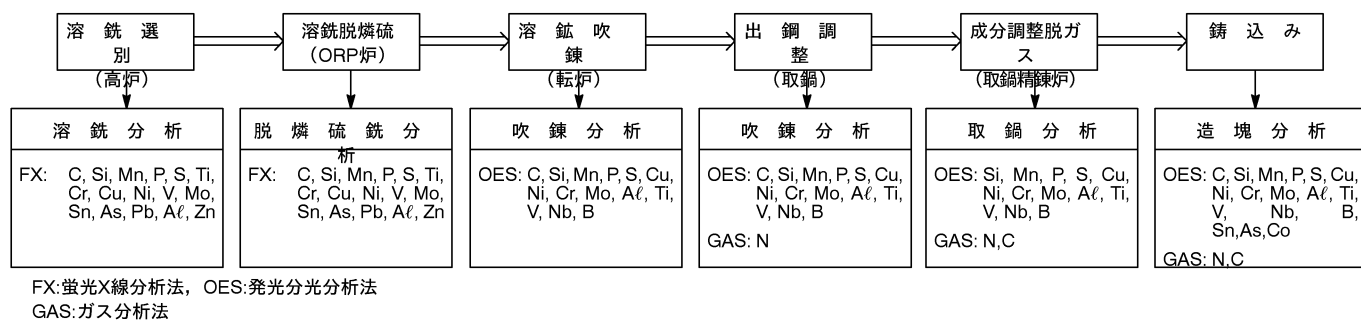 溶銑選別
(高炉)
溶銑脱燐硫
(ORP炉)
溶鉱吹錬
(転炉)
出鋼調整
(取鍋)
成分調整脱ガス
(取鍋精錬炉)
鋳込み
溶銑分析
FX: C, Si, Mn, P, S, Ti,
Cr, Cu, Ni, V, Mo,
Sn, As, Pb, Aℓ, Zn
脱燐硫銑分析
FX: C, Si, Mn, P, S, Ti,
Cr, Cu, Ni, V, Mo,
Sn, As, Pb, Aℓ, Zn
吹錬分析
OES: C, Si, Mn, P, S, Cu,
Ni, Cr, Mo, Aℓ, Ti,
V, Nb, B
吹錬分析
OES: C, Si, Mn, P, S, Cu,
Ni, Cr, Mo, Aℓ, Ti,
V, Nb, B
GAS: N
取鍋分析
OES: Si, Mn, P, S, Cu,
Ni, Cr, Mo, Aℓ, Ti,
V, Nb, B
GAS: N,C
造塊分析
OES: C, Si, Mn, P, S, Cu,
Ni, Cr, Mo, Aℓ, Ti,
V, Nb, B,
Sn,As,Co
GAS: N,C
FX:蛍光X線分析法, OES:発光分光分析法
GAS:ガス分析法